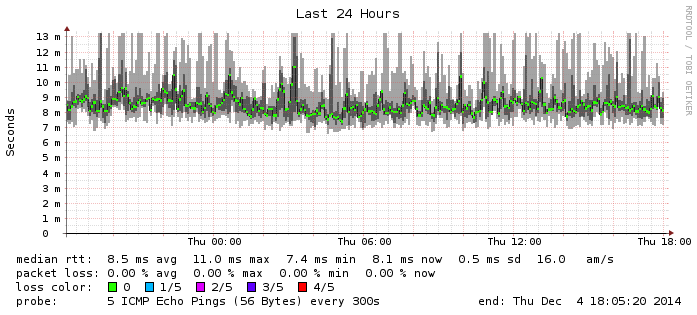 Last 24 Hours
RRDTOOL / TOBI OETIKER
Seconds
13 m
12 m
11 m
10 m
9 m
8 m
7 m
6 m
5 m
4 m
3 m
2 m
1 m
0
Thu 00:00 Thu 06:00 Thu 12:00 Thu 18:00
median rtt: 8.5 ms avg 11.0 ms max 7.4 ms min 8.1 ms now 0.5 ms sd 16.0 am/s
packet loss: 0.00 % avg 0.00 % max 0.00 % min 0.00 % now
loss color: 0 1/5 2/5 3/5 4/5
probe: 5 ICMP Echo Pings (56 Bytes) every 300s end: Thu Dec 4 18:05:20 2014